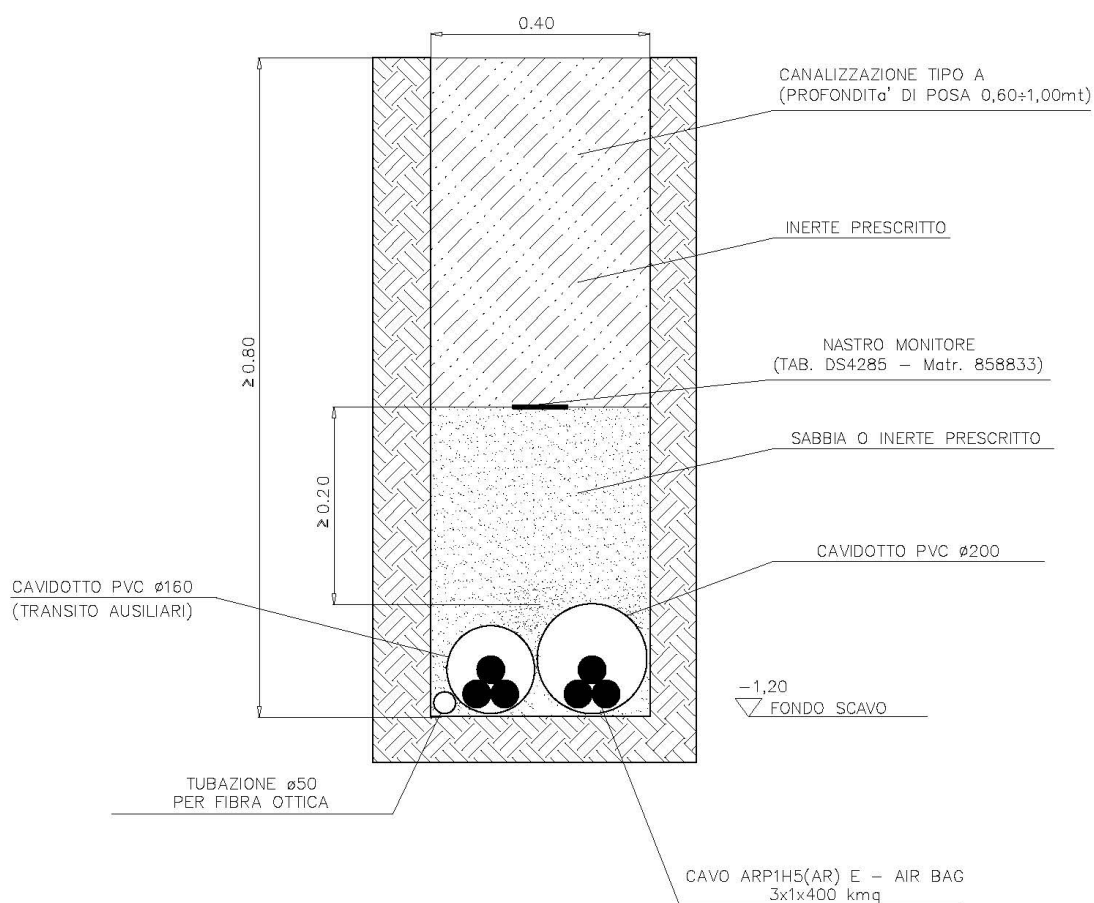 0.40
CANALIZZAZIONE TIPO A
(PROFONDITa' DI POSA 0,60÷1,00mt)
INERTE PRESCRITTO
≥0.80
NASTRO MONITORE
(TAB. DS4285 – Matr. 858833)
SABBIA O INERTE PRESCRITTO
≥0.20
CAVIDOTTO PVC ø200
CAVIDOTTO PVC ø160
(TRANSITO AUSILIARI)
–1,20
FONDO SCAVO
TUBAZIONE ø50
PER FIBRA OTTICA
CAVO ARP1H5(AR) E – AIR BAG
3x1x400 kmq